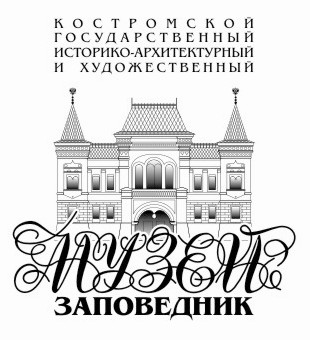 КОСТРОМСКОЙ
ГОСУДАРСТВЕННЫЙ
ИСТОРИКО-АРХИТЕКТУРНЫЙ
И ХУДОЖЕСТВЕННЫЙ
МУЗЕЙ
ЗАПОВЕДНИК